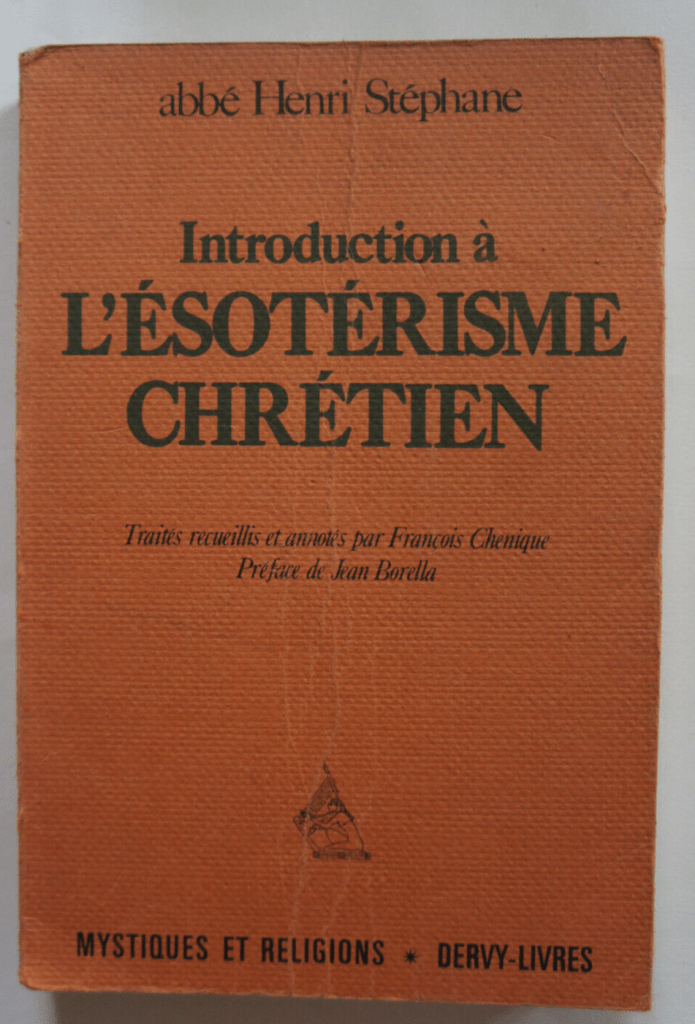 abbé Henri Stéphane
Introduction à
L'ÉSOTÉRISME
CHRÉTIEN
Traités recueillis et annotés par François Chenique
Préface de Jean Borella
MYSTIQUES ET RELIGIONS * DERVY-LIVRES